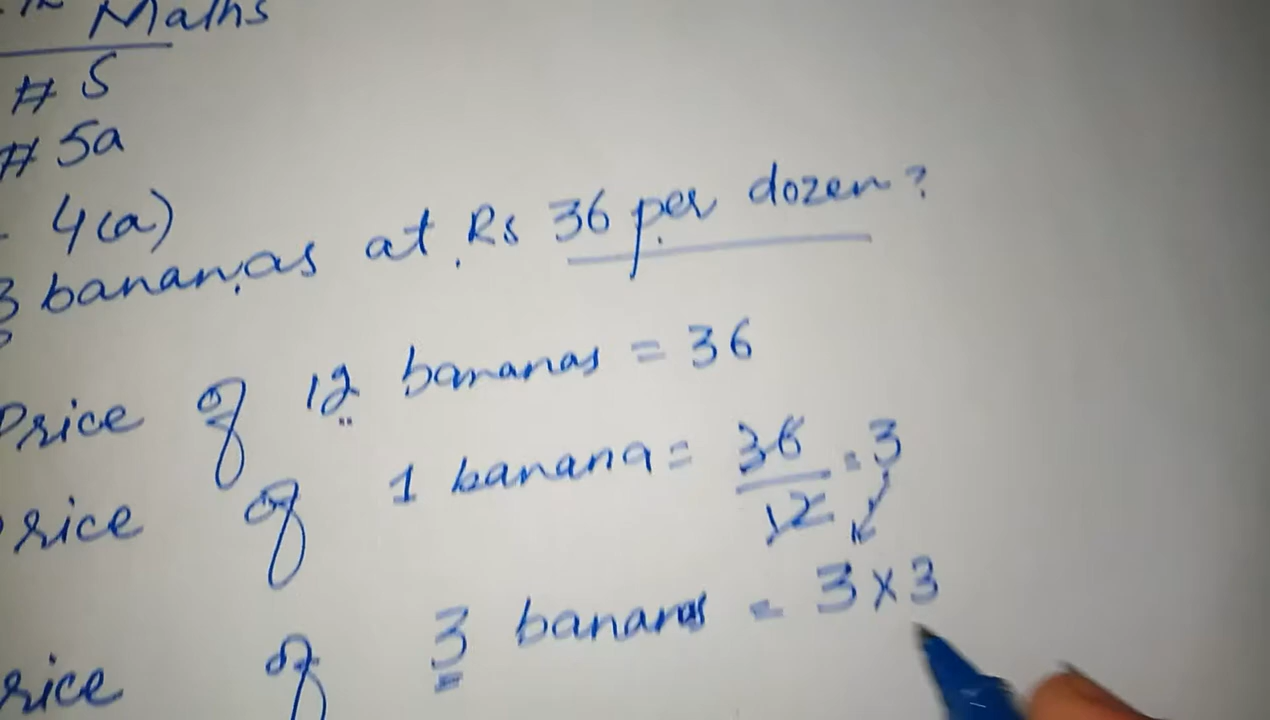 Maths
# 5
# 5a
4(a)
3 bananas at Rs 36 per dozen?
Price of 12 bananas = 36
Price of 1 banana = 36/12 = 3
Price of 3 bananas = 3 x 3